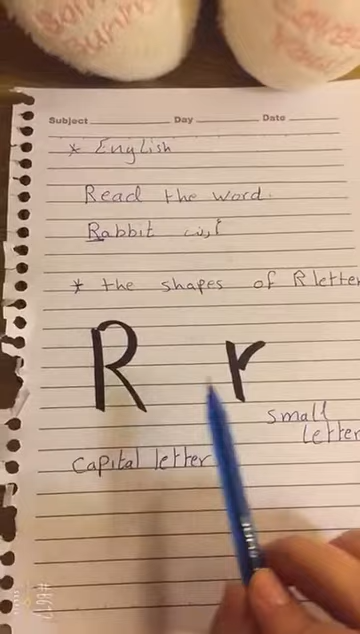 Subject Day Date
* English
Read the word.
Rabbit أرنب
* the shapes of R letter
R r
small
letter
capital letter